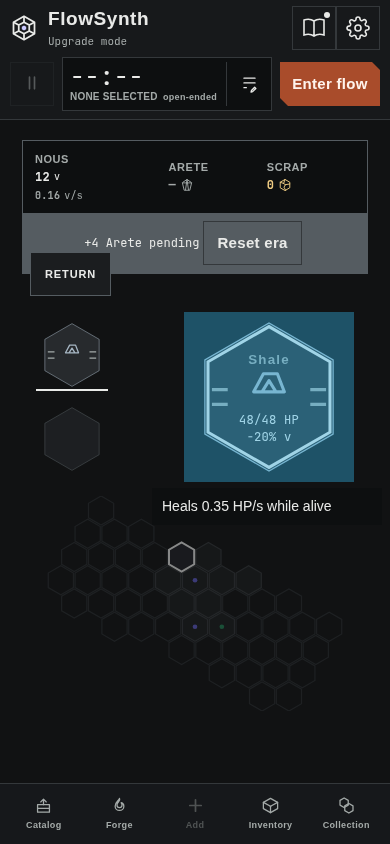 FlowSynth
Upgrade mode
--:--
NONE SELECTED open-ended
Enter flow
NOUS
12 v
0.16 v/s
ARETE
—
SCRAP
0
+4 Arete pending
Reset era
RETURN
Shale
48/48 HP
-20% v
Heals 0.35 HP/s while alive
Catalog
Forge
Add
Inventory
Collection